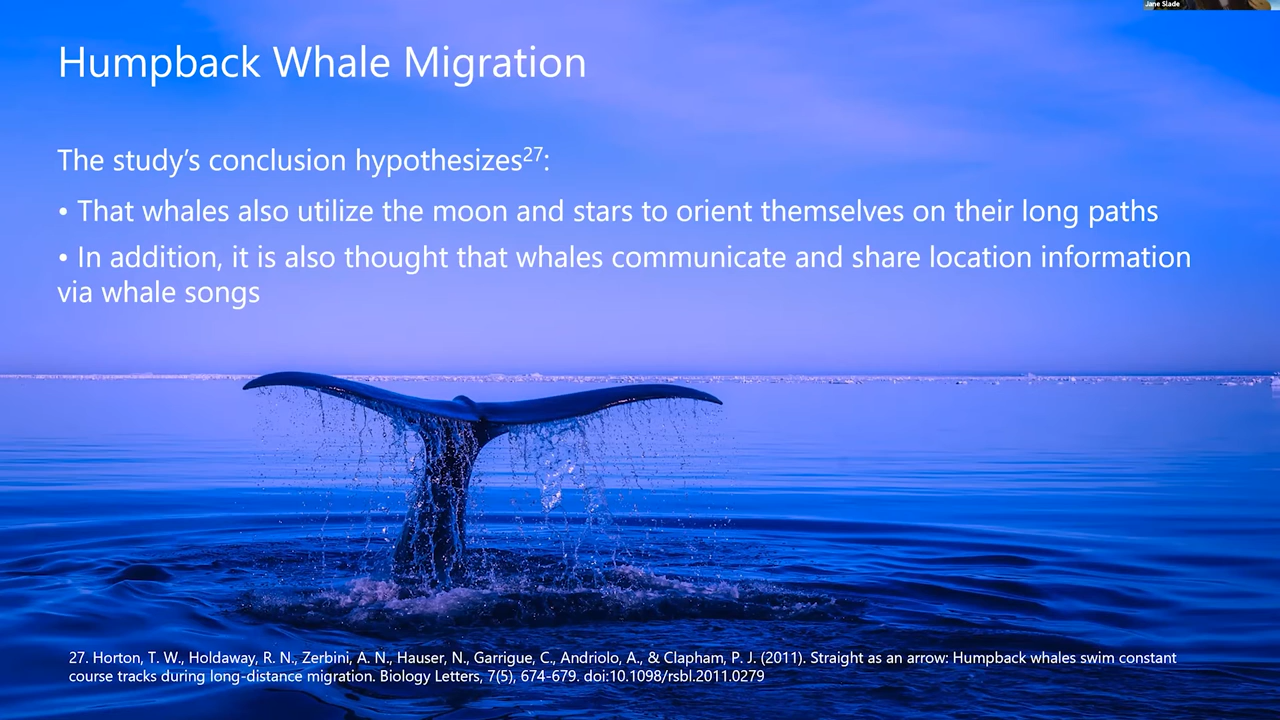 Jane Slade
Humpback Whale Migration
The study’s conclusion hypothesizes27:
• That whales also utilize the moon and stars to orient themselves on their long paths
• In addition, it is also thought that whales communicate and share location information
via whale songs
27. Horton, T. W., Holdaway, R. N., Zerbini, A. N., Hauser, N., Garrigue, C., Andriolo, A., & Clapham, P. J. (2011). Straight as an arrow: Humpback whales swim constant
course tracks during long-distance migration. Biology Letters, 7(5), 674-679. doi:10.1098/rsbl.2011.0279